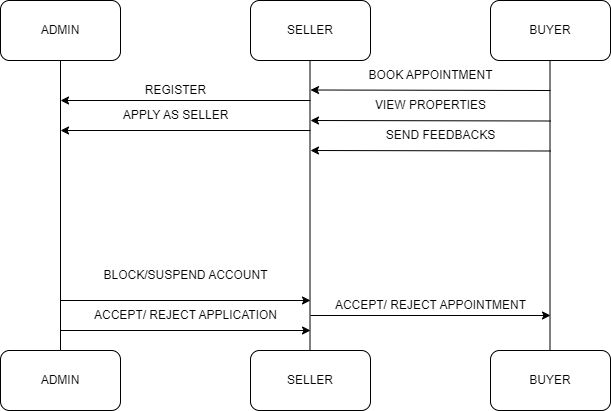 ADMIN
SELLER
BUYER
BOOK APPOINTMENT
REGISTER
VIEW PROPERTIES
APPLY AS SELLER
SEND FEEDBACKS
BLOCK/SUSPEND ACCOUNT
ACCEPT/ REJECT APPOINTMENT
ACCEPT/ REJECT APPLICATION
ADMIN
SELLER
BUYER